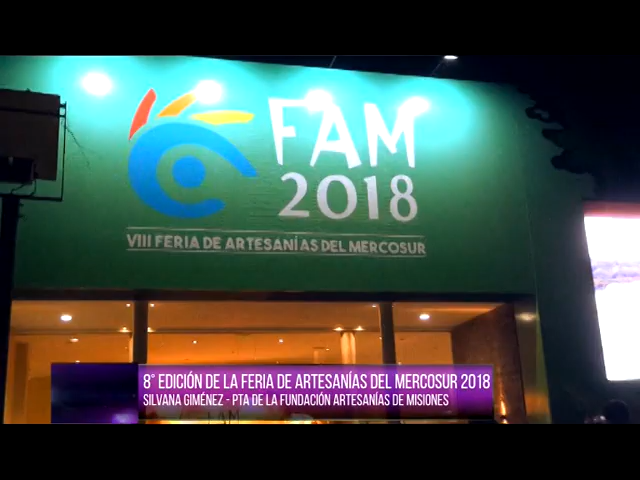 FAM
2018
VIII FERIA DE ARTESANÍAS DEL MERCOSUR
8° EDICIÓN DE LA FERIA DE ARTESANÍAS DEL MERCOSUR 2018
SILVANA GIMÉNEZ - PTA DE LA FUNDACIÓN ARTESANÍAS DE MISIONES
FAM